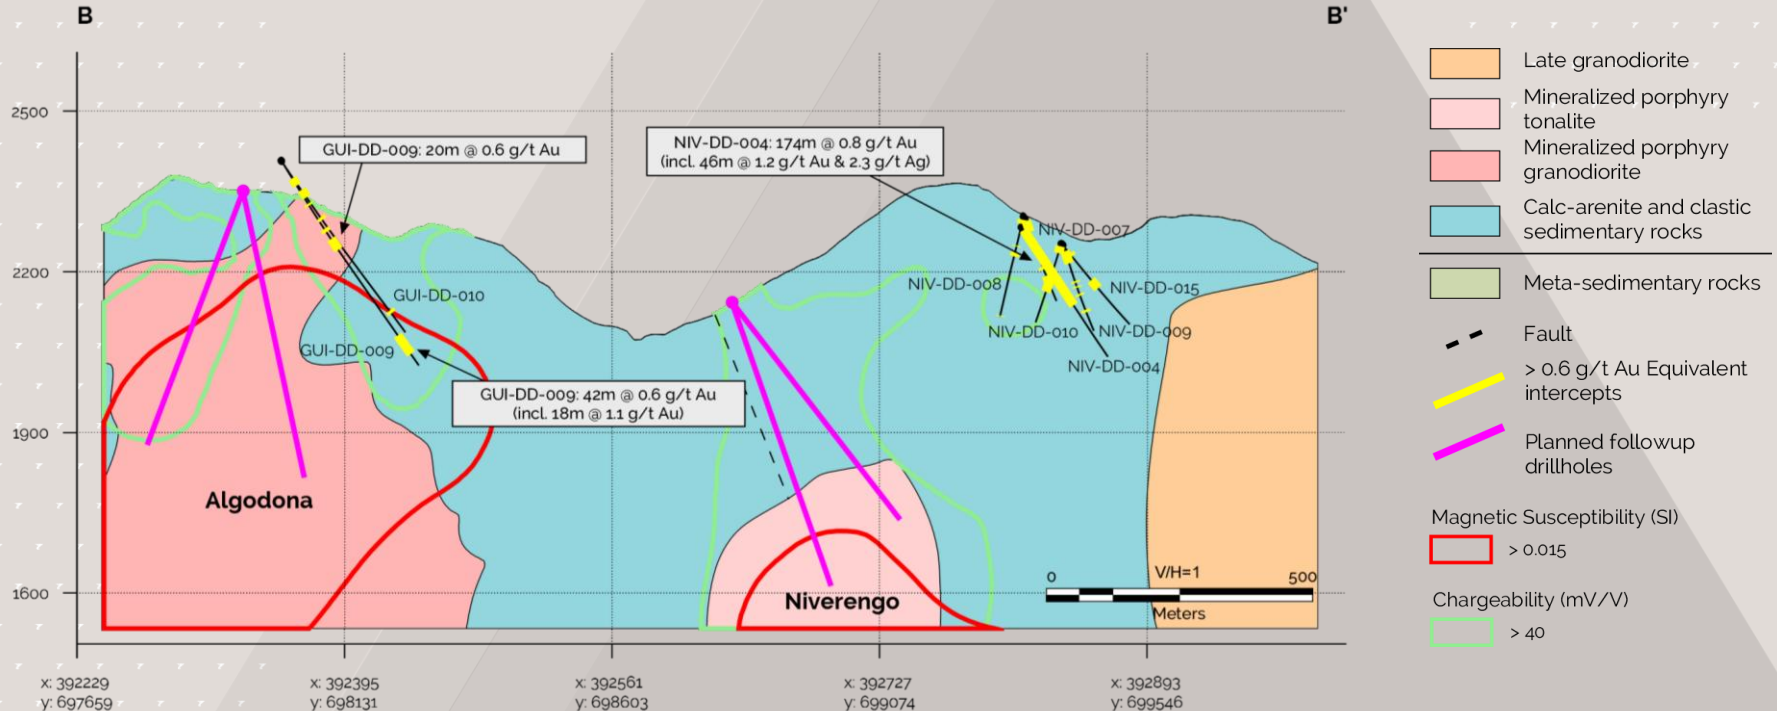 B
B'
2500
2200
1900
1600
GUI-DD-009: 20m @ 0.6 g/t Au
NIV-DD-004: 174m @ 0.8 g/t Au
(incl. 46m @ 1.2 g/t Au & 2.3 g/t Ag)
NIV-DD-007
NIV-DD-008
NIV-DD-015
GUI-DD-010
NIV-DD-010
NIV-DD-009
GUI-DD-009
NIV-DD-004
GUI-DD-009: 42m @ 0.6 g/t Au
(incl. 18m @ 1.1 g/t Au)
Algodona
Niverengo
0
V/H=1
500
Meters
x: 392229
y: 697659
x: 392395
y: 698131
x: 392561
y: 698603
x: 392727
y: 699074
x: 392893
y: 699546
Late granodiorite
Mineralized porphyry
tonalite
Mineralized porphyry
granodiorite
Calc-arenite and clastic
sedimentary rocks
Meta-sedimentary rocks
Fault
> 0.6 g/t Au Equivalent
intercepts
Planned followup
drillholes
Magnetic Susceptibility (SI)
> 0.015
Chargeability (mV/V)
> 40